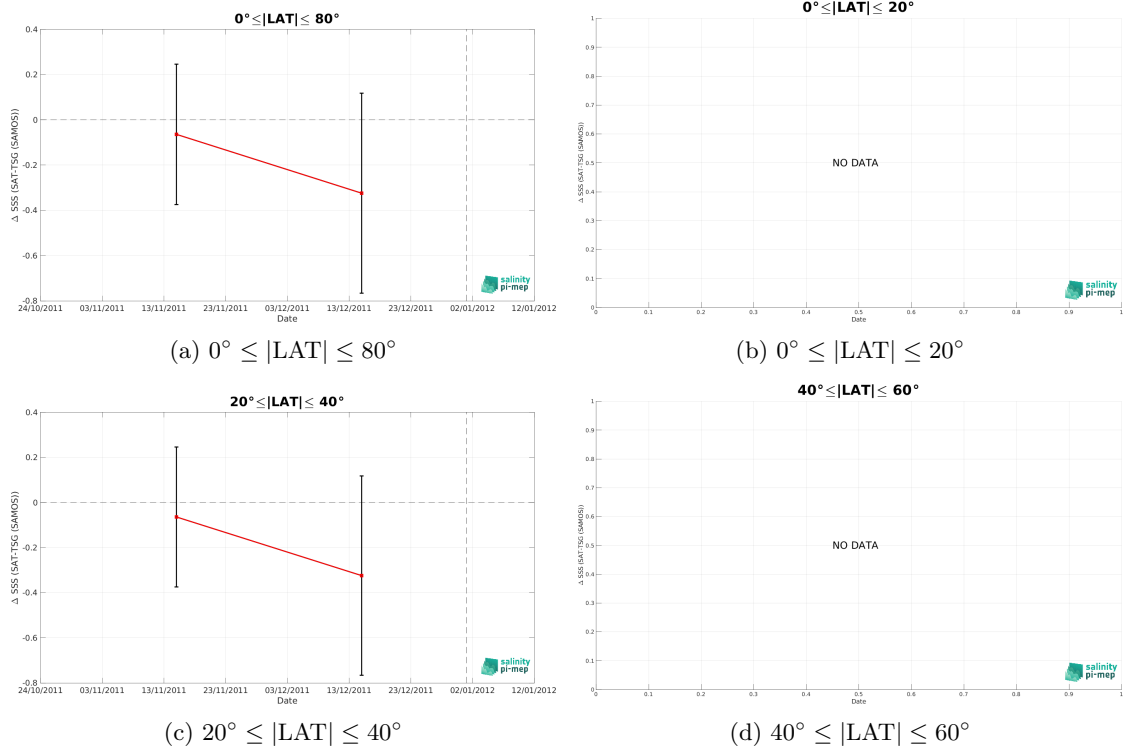 0°≤|LAT|≤ 80°
0.4
0.2
0
-0.2
-0.4
-0.6
-0.8
Δ SSS (SAT-TSG (SAMOS))
24/10/2011 03/11/2011 13/11/2011 23/11/2011 03/12/2011 13/12/2011 23/12/2011 02/01/2012 12/01/2012
Date
salinity
pi-mep
(a) 0° ≤ |LAT| ≤ 80°
0°≤|LAT|≤ 20°
1
0.9
0.8
0.7
0.6
0.5
0.4
0.3
0.2
0.1
0
Δ SSS (SAT-TSG (SAMOS))
NO DATA
0 0.1 0.2 0.3 0.4 0.5 0.6 0.7 0.8 0.9 1
Date
salinity
pi-mep
(b) 0° ≤ |LAT| ≤ 20°
20°≤|LAT|≤ 40°
0.4
0.2
0
-0.2
-0.4
-0.6
-0.8
Δ SSS (SAT-TSG (SAMOS))
24/10/2011 03/11/2011 13/11/2011 23/11/2011 03/12/2011 13/12/2011 23/12/2011 02/01/2012 12/01/2012
Date
salinity
pi-mep
(c) 20° ≤ |LAT| ≤ 40°
40°≤|LAT|≤ 60°
1
0.9
0.8
0.7
0.6
0.5
0.4
0.3
0.2
0.1
0
Δ SSS (SAT-TSG (SAMOS))
NO DATA
0 0.1 0.2 0.3 0.4 0.5 0.6 0.7 0.8 0.9 1
Date
salinity
pi-mep
(d) 40° ≤ |LAT| ≤ 60°